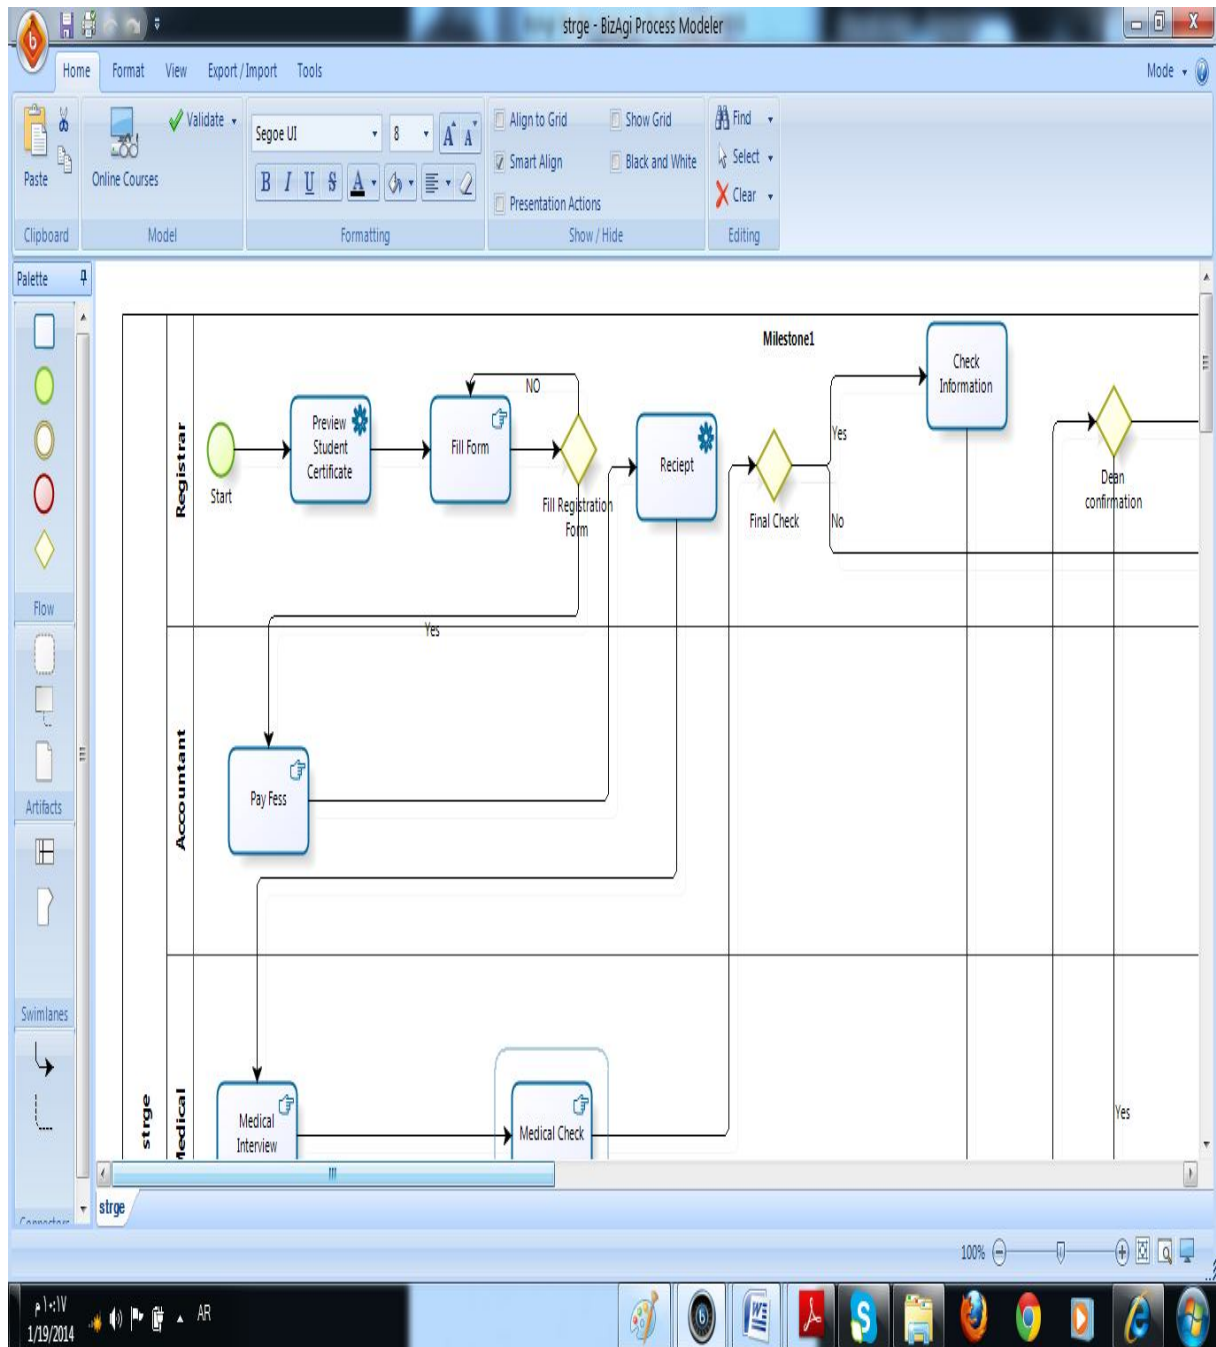 strge - BizAgi Process Modeler
Home Format View Export / Import Tools Mode
Paste
Online Courses
Validate
Segoe UI 8 A A
B I U S A
Align to Grid Show Grid
Smart Align Black and White
Presentation Actions
Find
Select
Clear
Clipboard Model Formatting Show / Hide Editing
Palette
Flow
Artifacts
Swimlanes
Connectors
strge
Registrar
Accountant
Medical
Milestone1
Start
Preview
Student
Certificate
Fill Form
NO
Fill Registration
Form
Yes
Reciept
Final Check
Yes
No
Check
Information
Dean
confirmation
Yes
Pay Fess
Medical
Interview
Medical Check
strge
100%
١٠:١٧ م
1/19/2014
AR